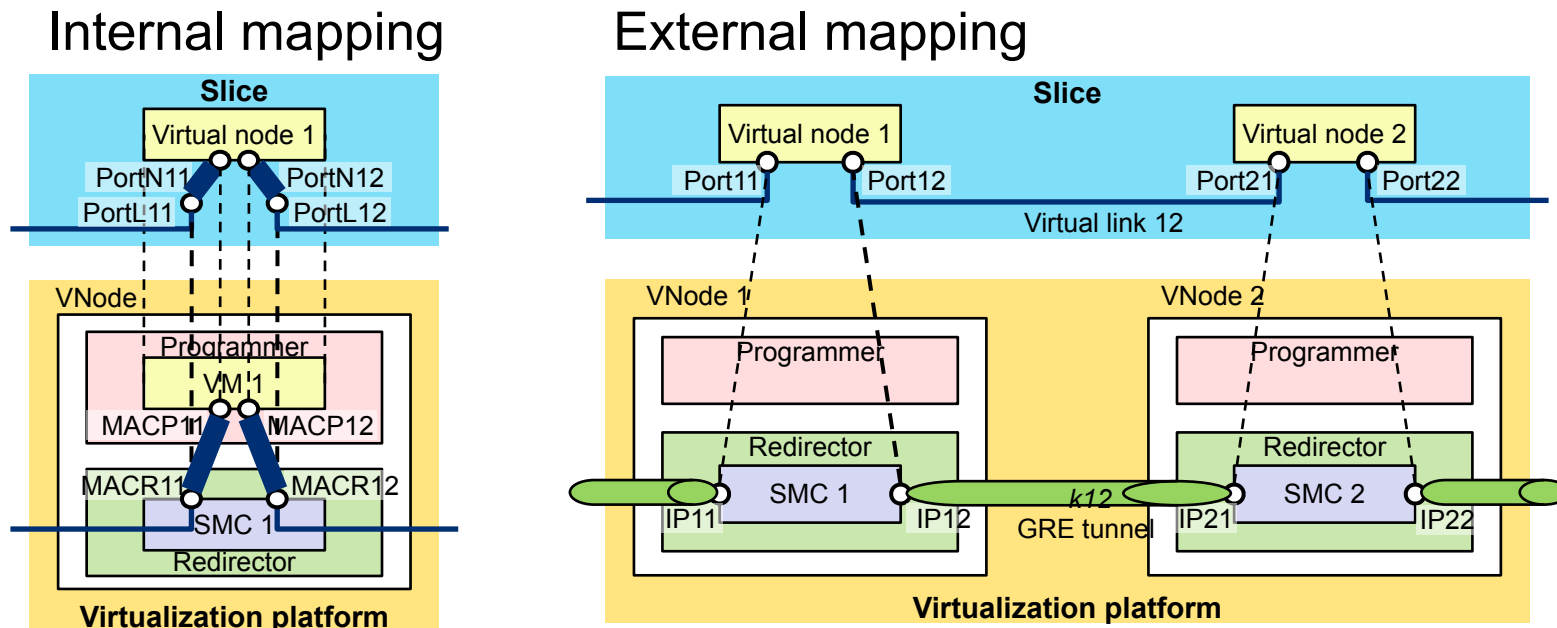 Internal mapping
Slice
Virtual node 1
PortN11
PortN12
PortL11
PortL12
VNode
Programmer
VM 1
MACP11
MACP12
MACR11
MACR12
SMC 1
Redirector
Virtualization platform
External mapping
Slice
Virtual node 1
Virtual node 2
Port11
Port12
Port21
Port22
Virtual link 12
VNode 1
VNode 2
Programmer
Programmer
Redirector
Redirector
SMC 1
k12
SMC 2
IP11
IP12
GRE tunnel
IP21
IP22
Virtualization platform